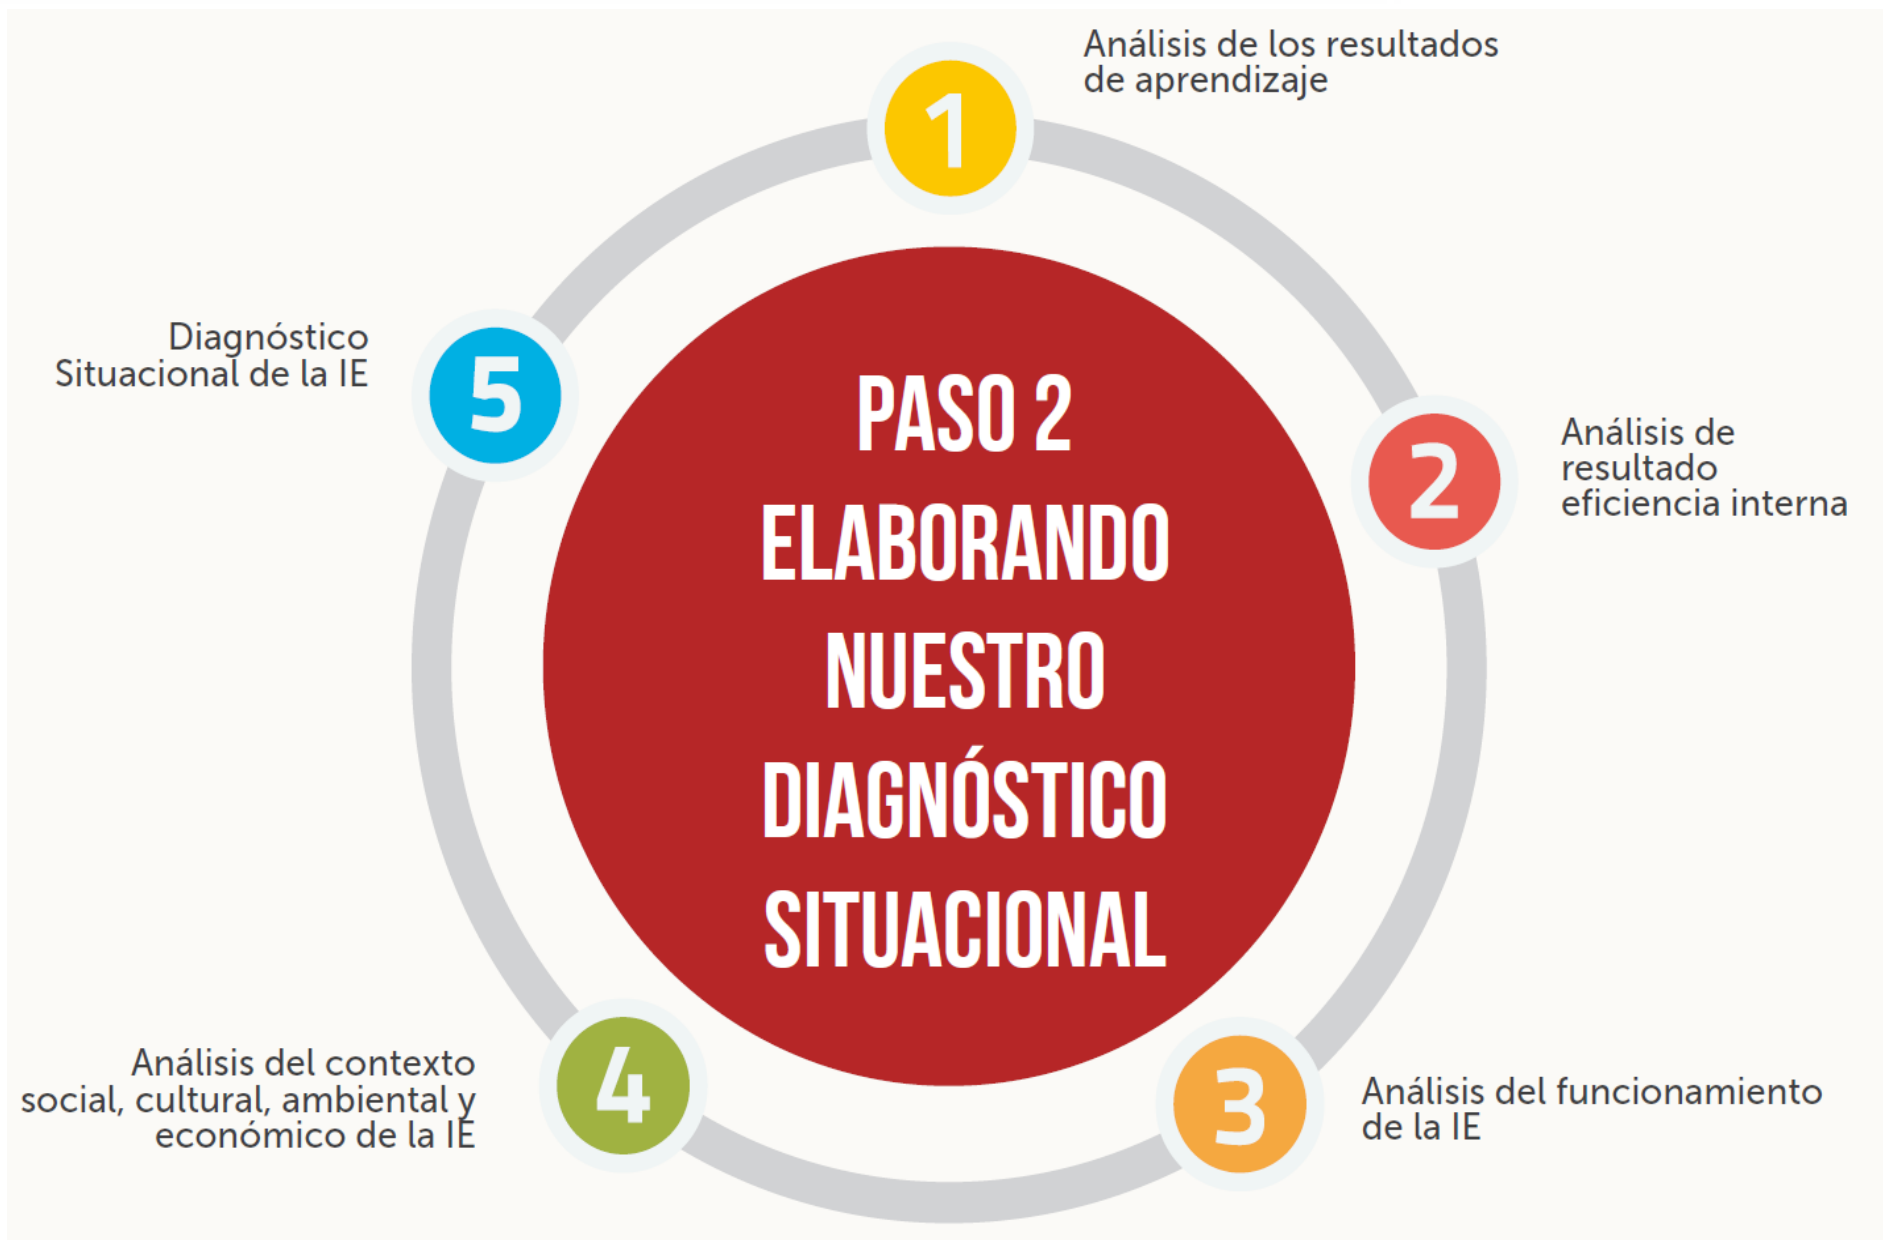 1
Análisis de los resultados
de aprendizaje
2
Análisis de
resultado
eficiencia interna
3
Análisis del funcionamiento
de la IE
4
Análisis del contexto
social, cultural, ambiental y
económico de la IE
5
Diagnóstico
Situacional de la IE
PASO 2
ELABORANDO
NUESTRO
DIAGNÓSTICO
SITUACIONAL